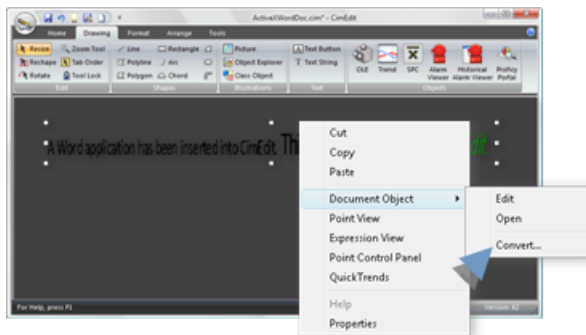 ActiveXWordDoc.cim* - CimEdit
Home Drawing Format Arrange Tools
Resize Zoom Tool Line Rectangle Picture Text Button
Reshape Tab Order Polyline Arc Object Explorer Text String
Rotate Tool Lock Polygon Chord Class Object
OLE Trend SPC Alarm Viewer Historical Alarm Viewer Proficy Portal
Edit Shapes Illustrations Text Objects
A Word application has been inserted into CimEdit.
Cut
Copy
Paste
Document Object
Point View
Expression View
Point Control Panel
QuickTrends
Help
Properties
Edit
Open
Convert...
For Help, press F1
Version: 42